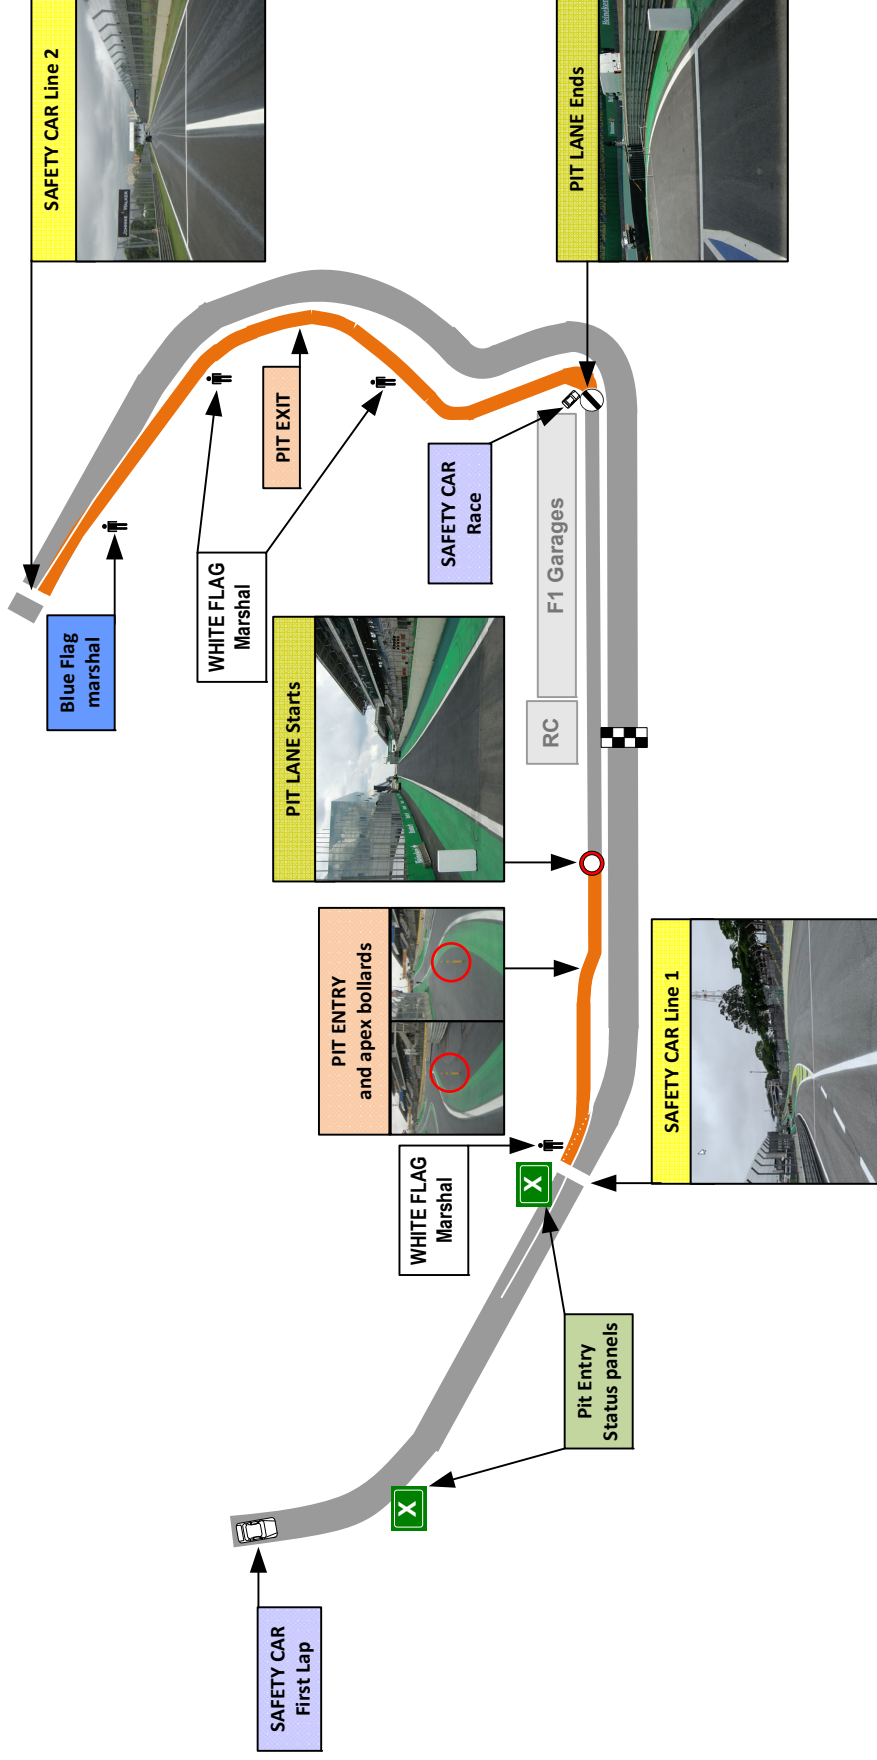 SAFETY CAR Line 2
PIT LANE Ends
PIT EXIT
SAFETY CAR
Race
WHITE FLAG
Marshal
Blue Flag
marshal
F1 Garages
RC
PIT LANE Starts
PIT ENTRY
and apex bollards
SAFETY CAR Line 1
WHITE FLAG
Marshal
X
Pit Entry
Status panels
X
SAFETY CAR
First Lap